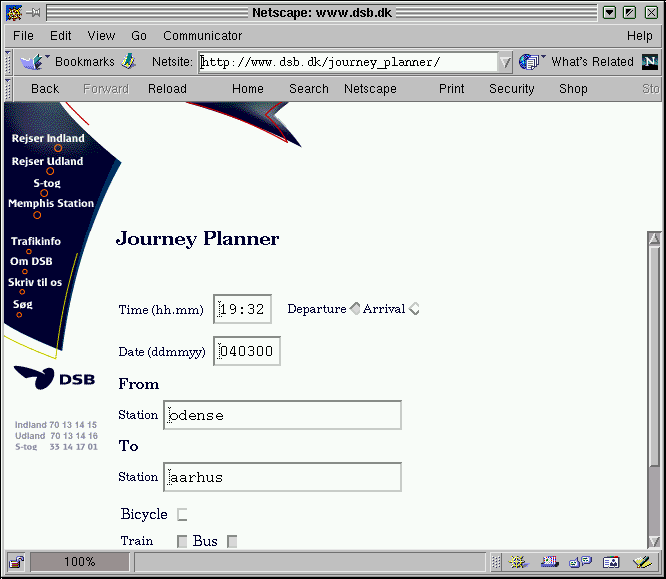 Netscape: www.dsb.dk
File Edit View Go Communicator Help
Bookmarks Netsite: http://www.dsb.dk/journey_planner/ What's Related N
Back Forward Reload Home Search Netscape Print Security Shop Sto
Rejser Indland
Rejser Udland
S-tog
Memphis Station
Trafikinfo
Om DSB
Skriv til os
Søg
DSB
Indland 70 13 14 15
Udland 70 13 14 16
S-tog 33 14 17 01
Journey Planner
Time (hh.mm) 19:32 Departure Arrival
Date (ddmmyy) 040300
From
Station odense
To
Station aarhus
Bicycle
Train Bus
100%